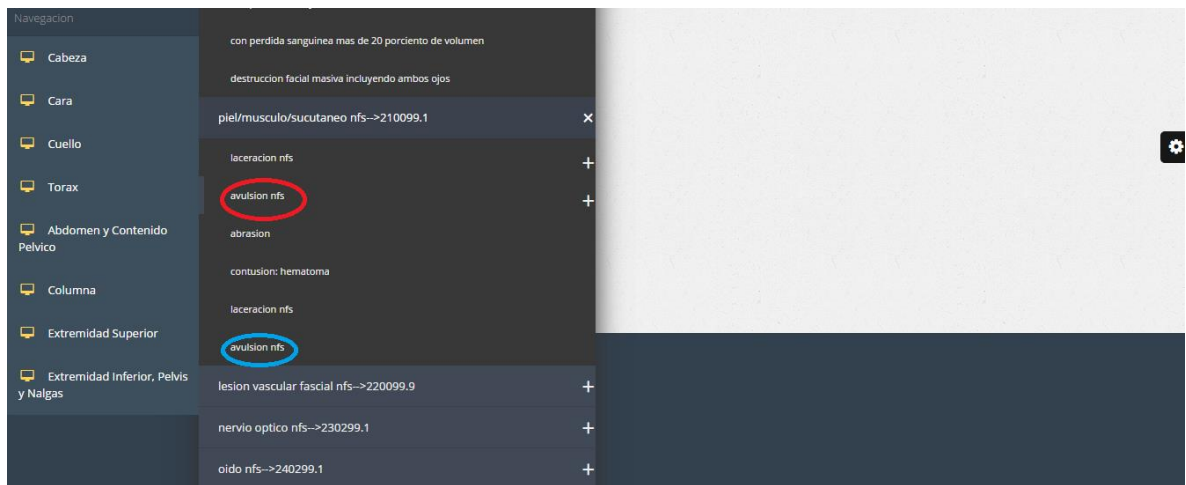 Navegacion
Cabeza
Cara
Cuello
Torax
Abdomen y Contenido
Pelvico
Columna
Extremidad Superior
Extremidad Inferior, Pelvis
y Nalgas
con perdida sanguinea mas de 20 porciento de volumen
destruccion facial masiva incluyendo ambos ojos
piel/musculo/sucutaneo nfs-->210099.1
laceracion nfs
avulsion nfs
abrasion
contusion: hematoma
laceracion nfs
avulsion nfs
lesion vascular fascial nfs-->220099.9
nervio optico nfs-->230299.1
oido nfs-->240299.1